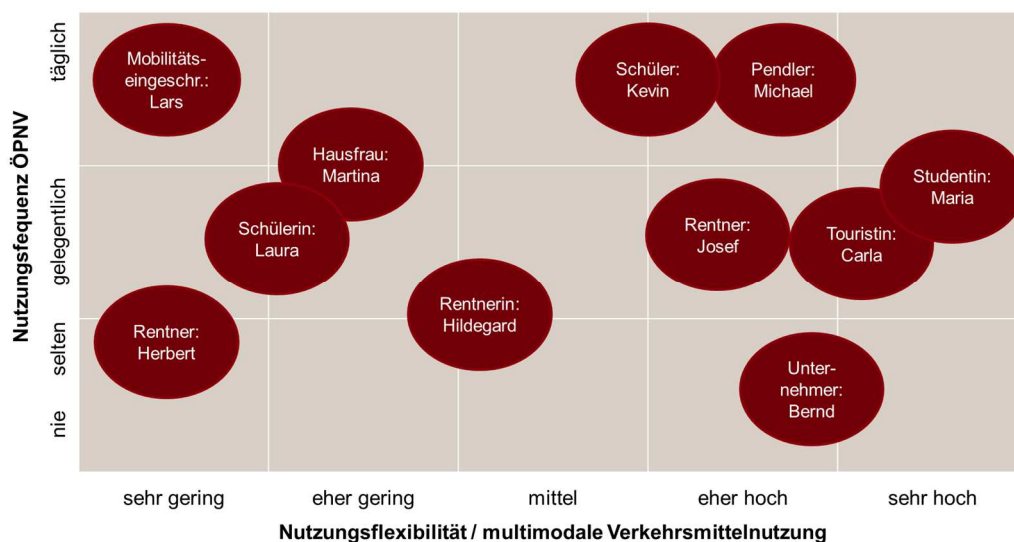 Nutzungsfequenz ÖPNV
täglich
gelegentlich
selten
nie
Mobilitäts-
eingeschr.:
Lars
Schüler:
Kevin
Pendler:
Michael
Hausfrau:
Martina
Studentin:
Maria
Schülerin:
Laura
Rentner:
Josef
Touristin:
Carla
Rentnerin:
Hildegard
Rentner:
Herbert
Unter-
nehmer:
Bernd
sehr gering
eher gering
mittel
eher hoch
sehr hoch
Nutzungsflexibilität / multimodale Verkehrsmittelnutzung